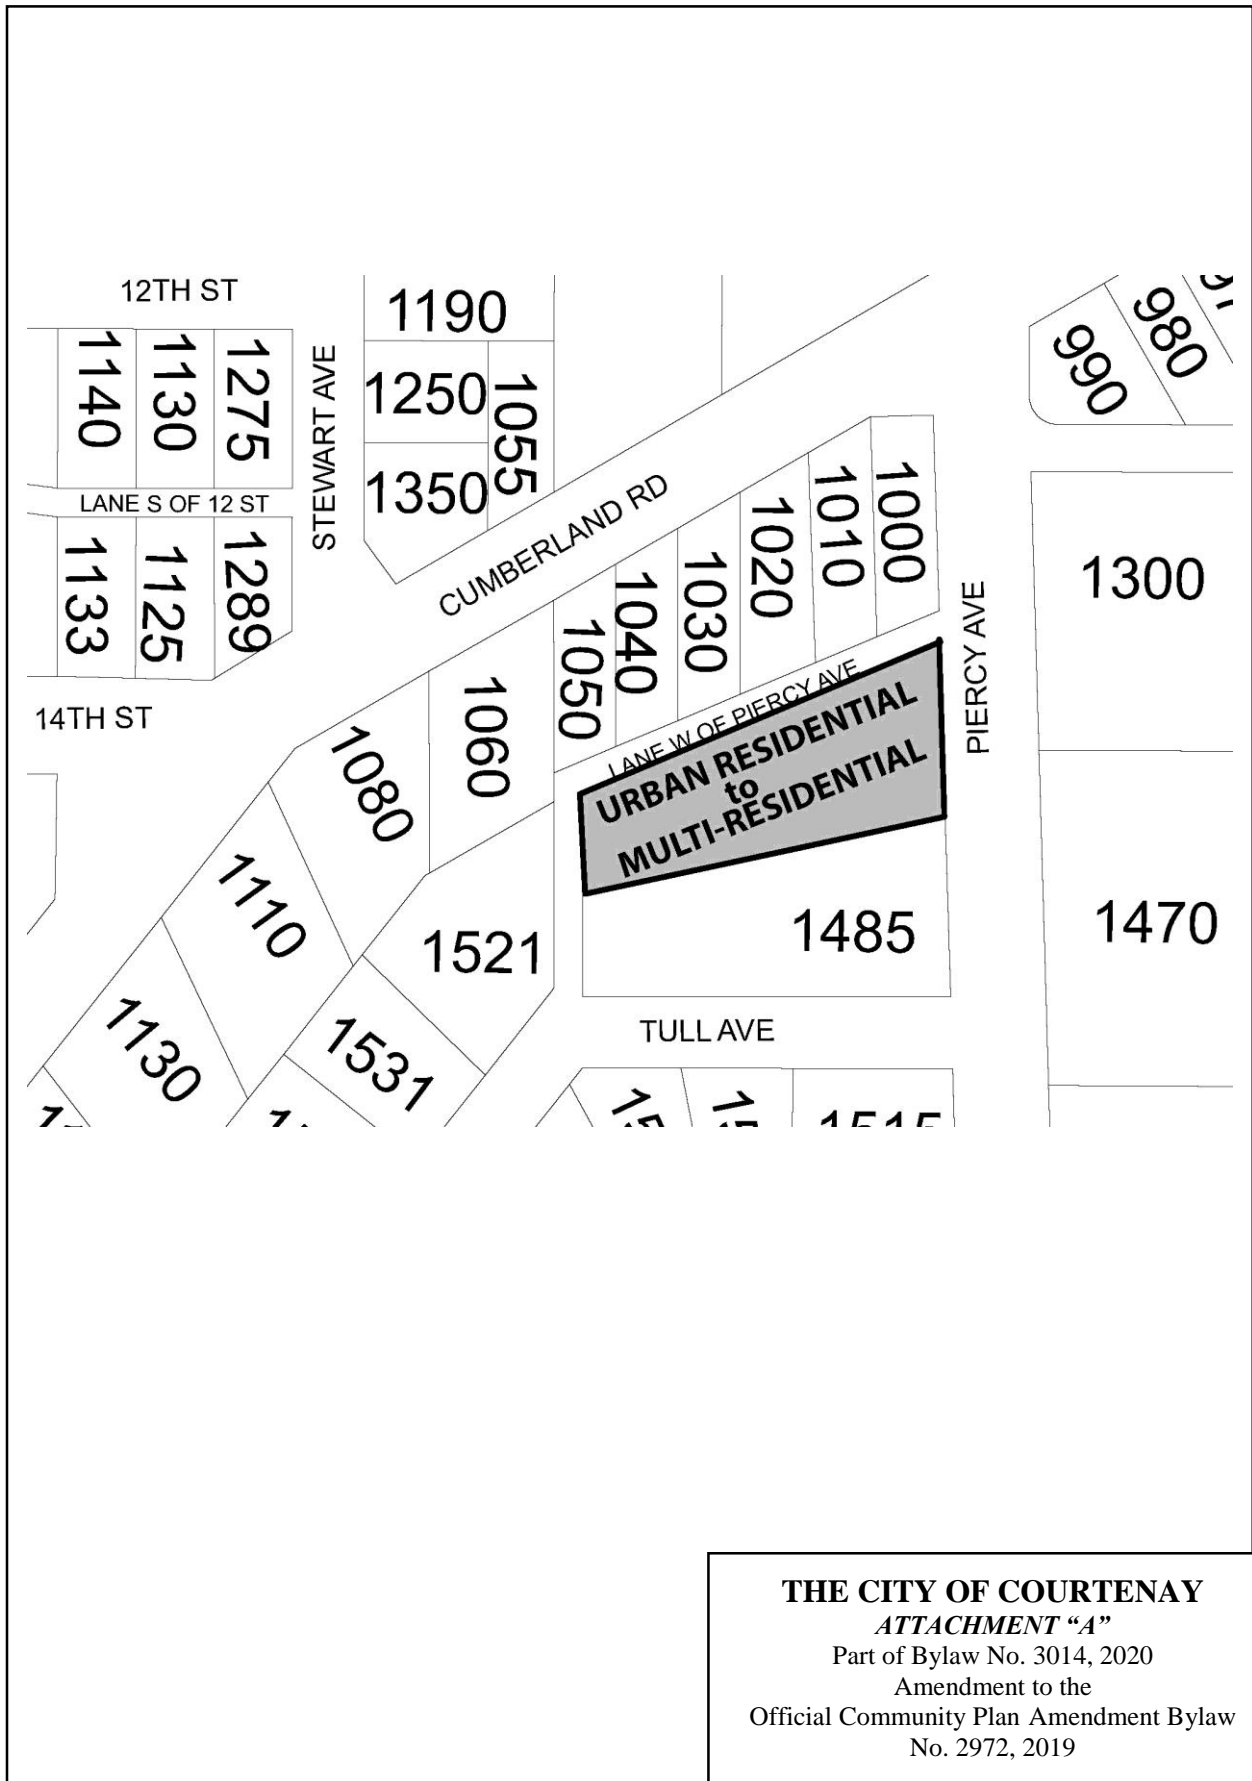 12TH ST
1190
1140
1130
1275
STEWART AVE
1250
1055
1350
990
980
LANE S OF 12 ST
1133
1125
1289
CUMBERLAND RD
14TH ST
1080
1060
1050
1040
1030
1020
1010
1000
PIERCY AVE
1300
LANE W OF PIERCY AVE
URBAN RESIDENTIAL
to
MULTI-RESIDENTIAL
1110
1521
1485
1470
1130
1531
TULL AVE
1515
THE CITY OF COURTENAY
ATTACHMENT “A”
Part of Bylaw No. 3014, 2020
Amendment to the
Official Community Plan Amendment Bylaw
No. 2972, 2019